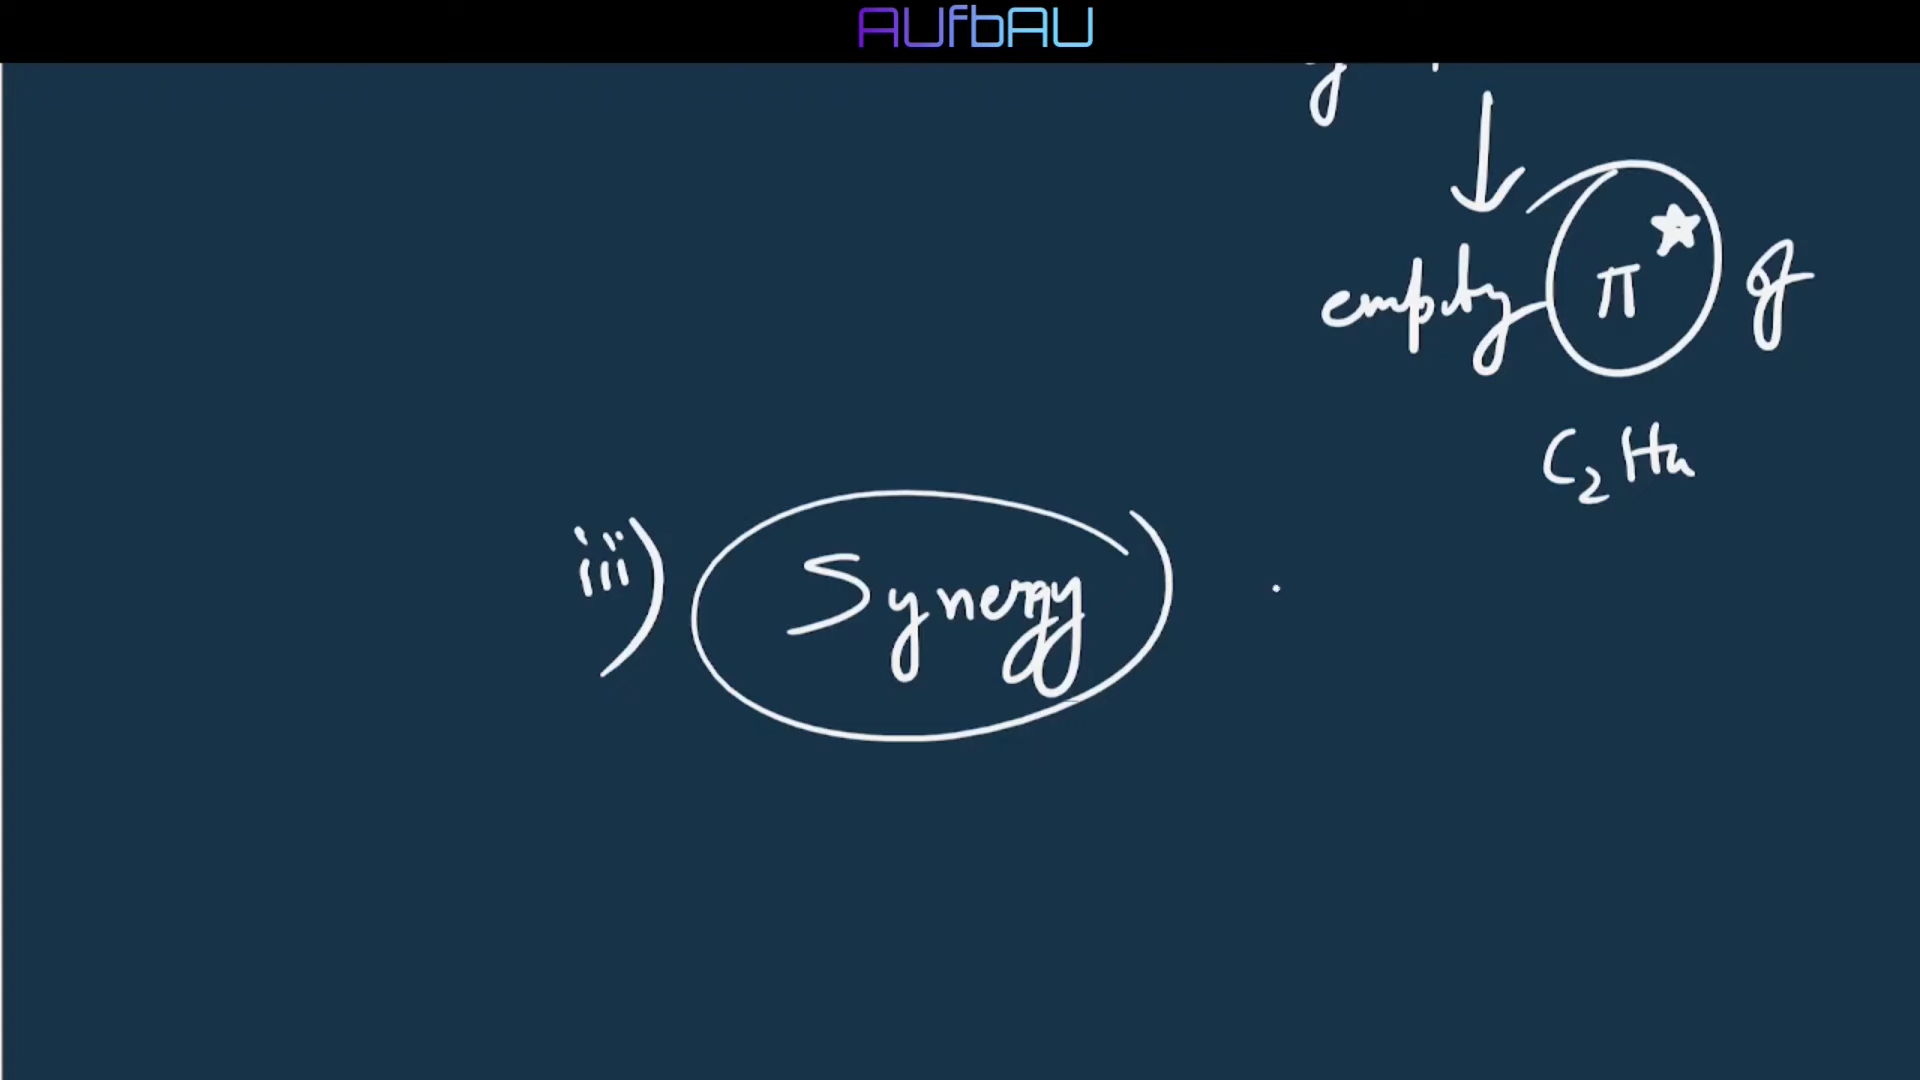 AUfbAU
empty π* of
C₂H₄
iii) Synergy